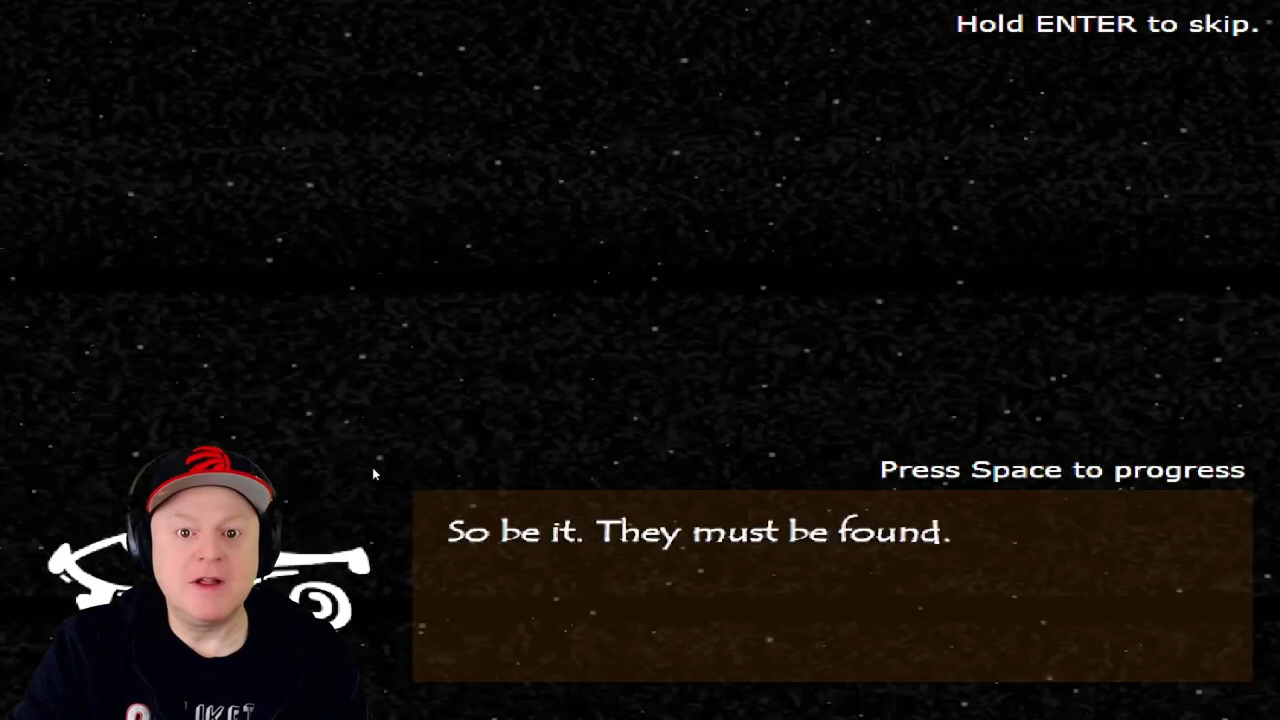 Hold ENTER to skip.
Press Space to progress
So be it. They must be found.